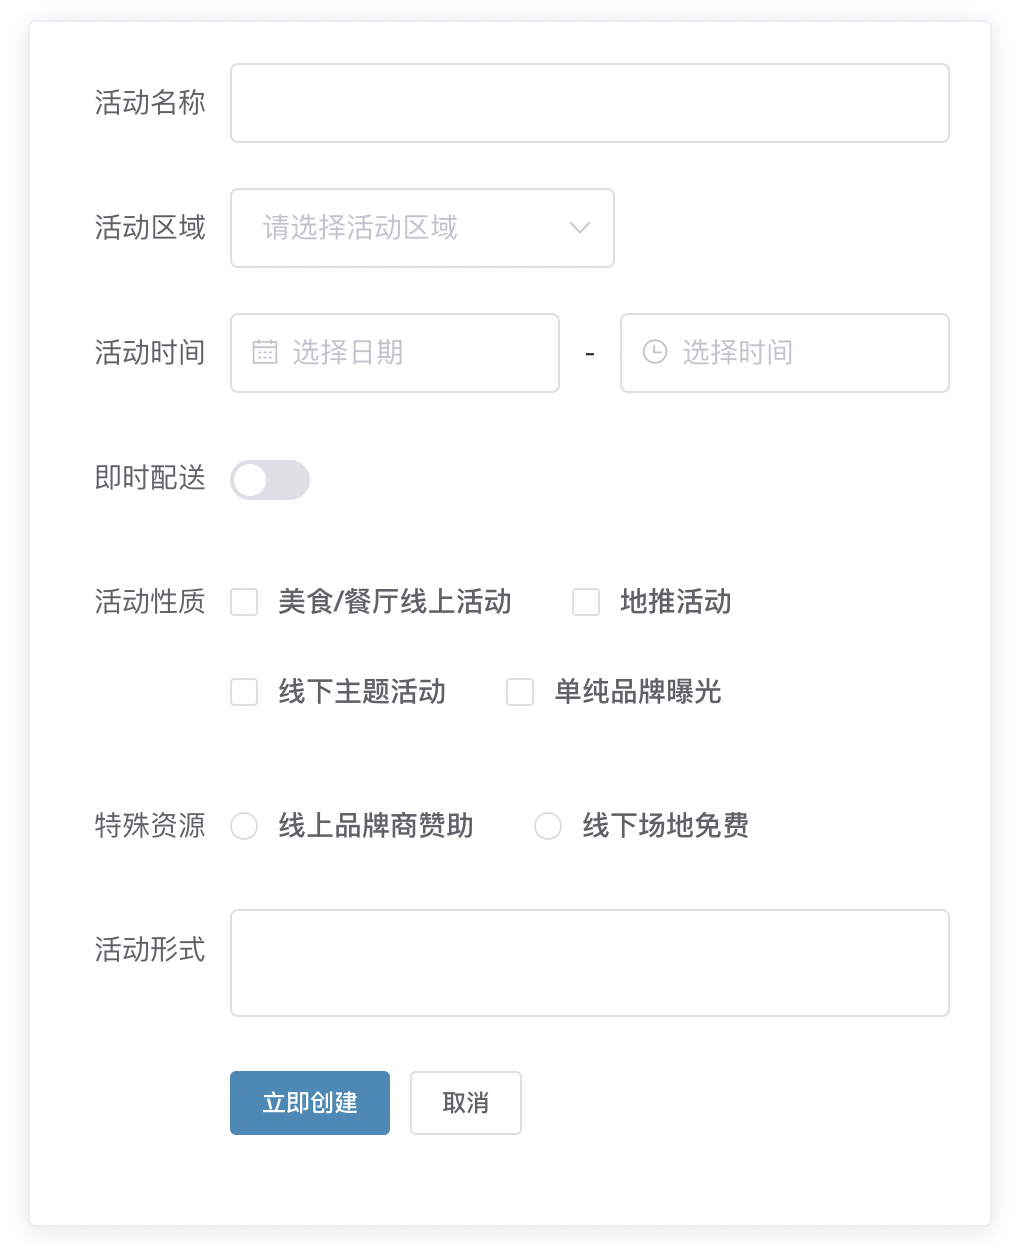 活动名称
活动区域 请选择活动区域
活动时间 选择日期 - 选择时间
即时配送
活动性质 美食/餐厅线上活动 地推活动
线下主题活动 单纯品牌曝光
特殊资源 线上品牌商赞助 线下场地免费
活动形式
立即创建 取消